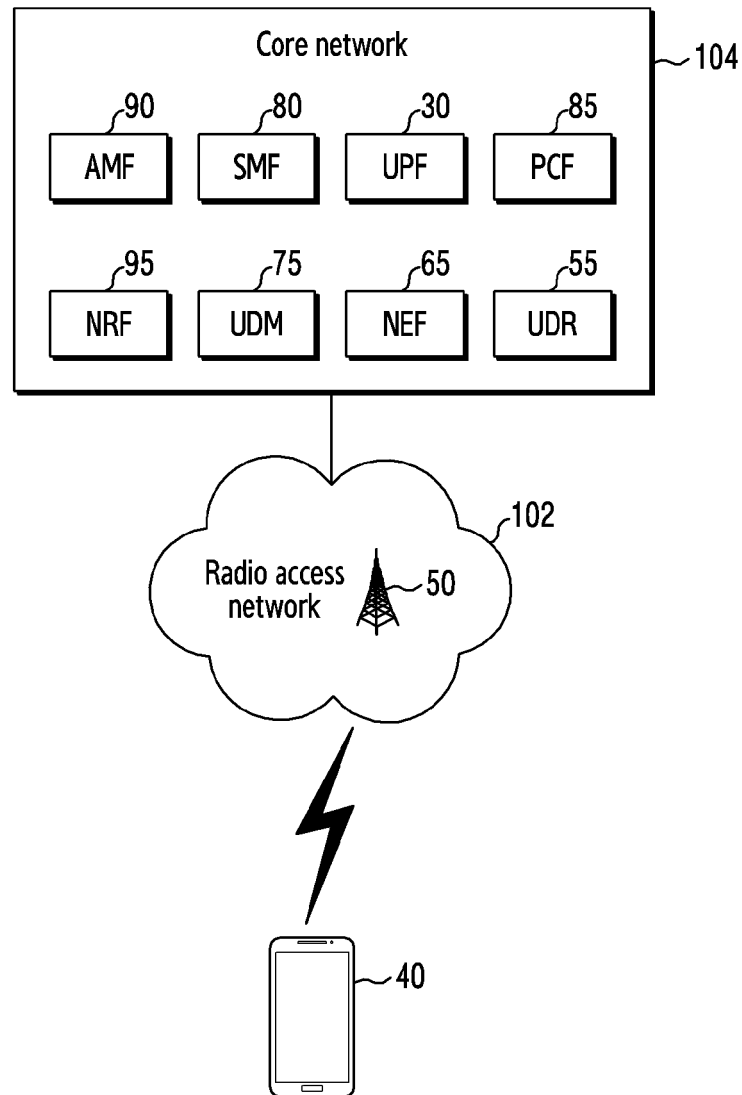 Core network
104
90 80 30 85
AMF SMF UPF PCF
95 75 65 55
NRF UDM NEF UDR
102
Radio access
network
50
40